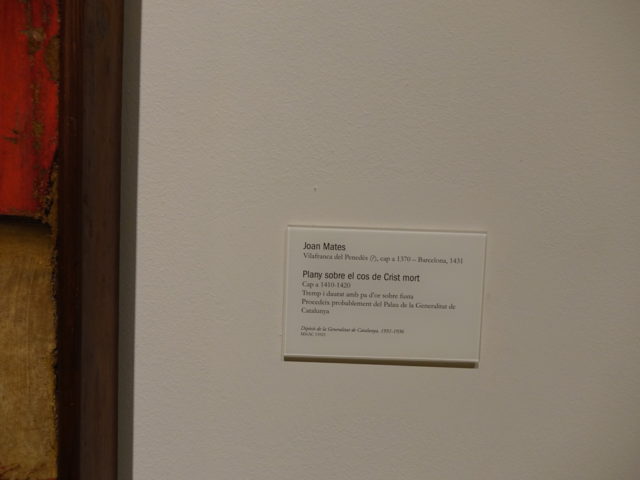 Joan Mates
Vilafranca del Penedès (?), cap a 1370 – Barcelona, 1431
Plany sobre el cos de Crist mort
Cap a 1410-1420
Tremp i daurat amb pa d'or sobre fusta
Procedeix probablement del Palau de la Generalitat de
Catalunya
Dipòsit de la Generalitat de Catalunya,